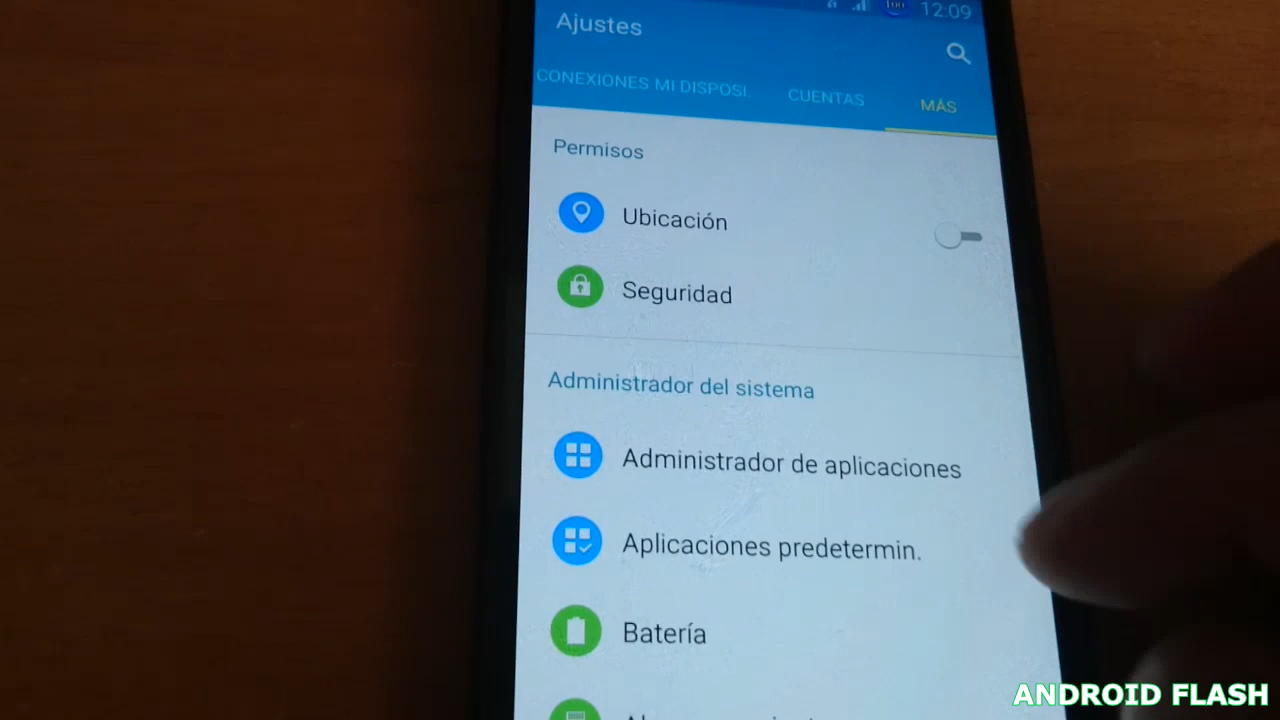 100 12:09
Ajustes
CONEXIONES MI DISPOSI. CUENTAS MÁS
Permisos
Ubicación
Seguridad
Administrador del sistema
Administrador de aplicaciones
Aplicaciones predetermin.
Batería
ANDROID FLASH